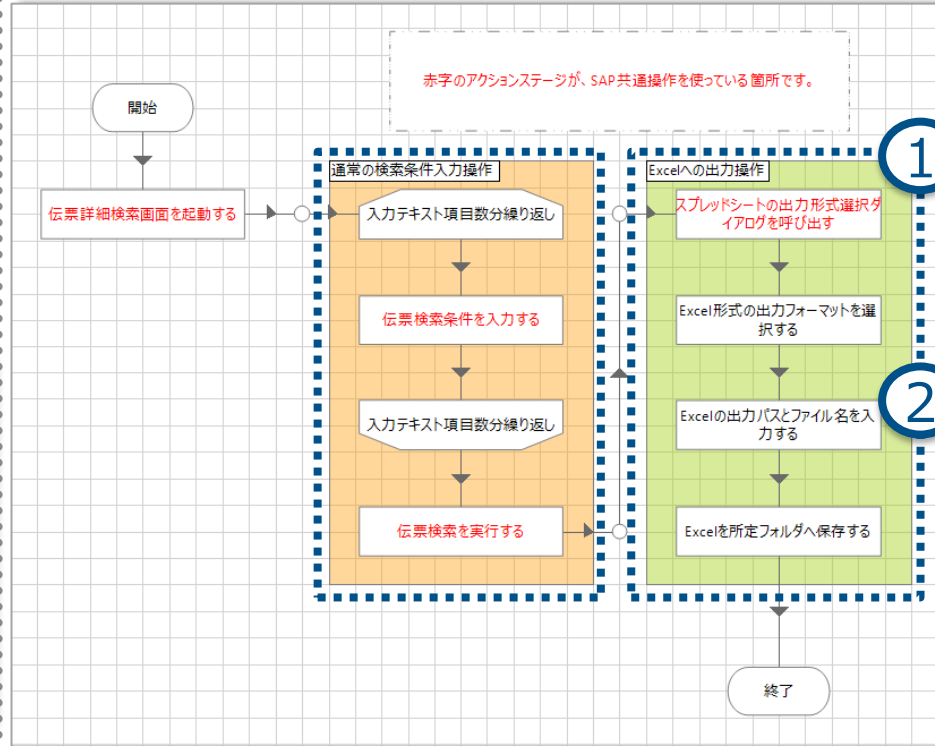 赤字のアクションステージが、SAP共通操作を使っている箇所です。
開始
伝票詳細検索画面を起動する
通常の検索条件入力操作
入力テキスト項目数分繰り返し
伝票検索条件を入力する
入力テキスト項目数分繰り返し
伝票検索を実行する
1
Excelへの出力操作
スプレッドシートの出力形式選択ダ
イアログを呼び出す
Excel形式の出力フォーマットを選
択する
2
Excelの出力パスとファイル名を入
力する
Excelを所定フォルダへ保存する
終了